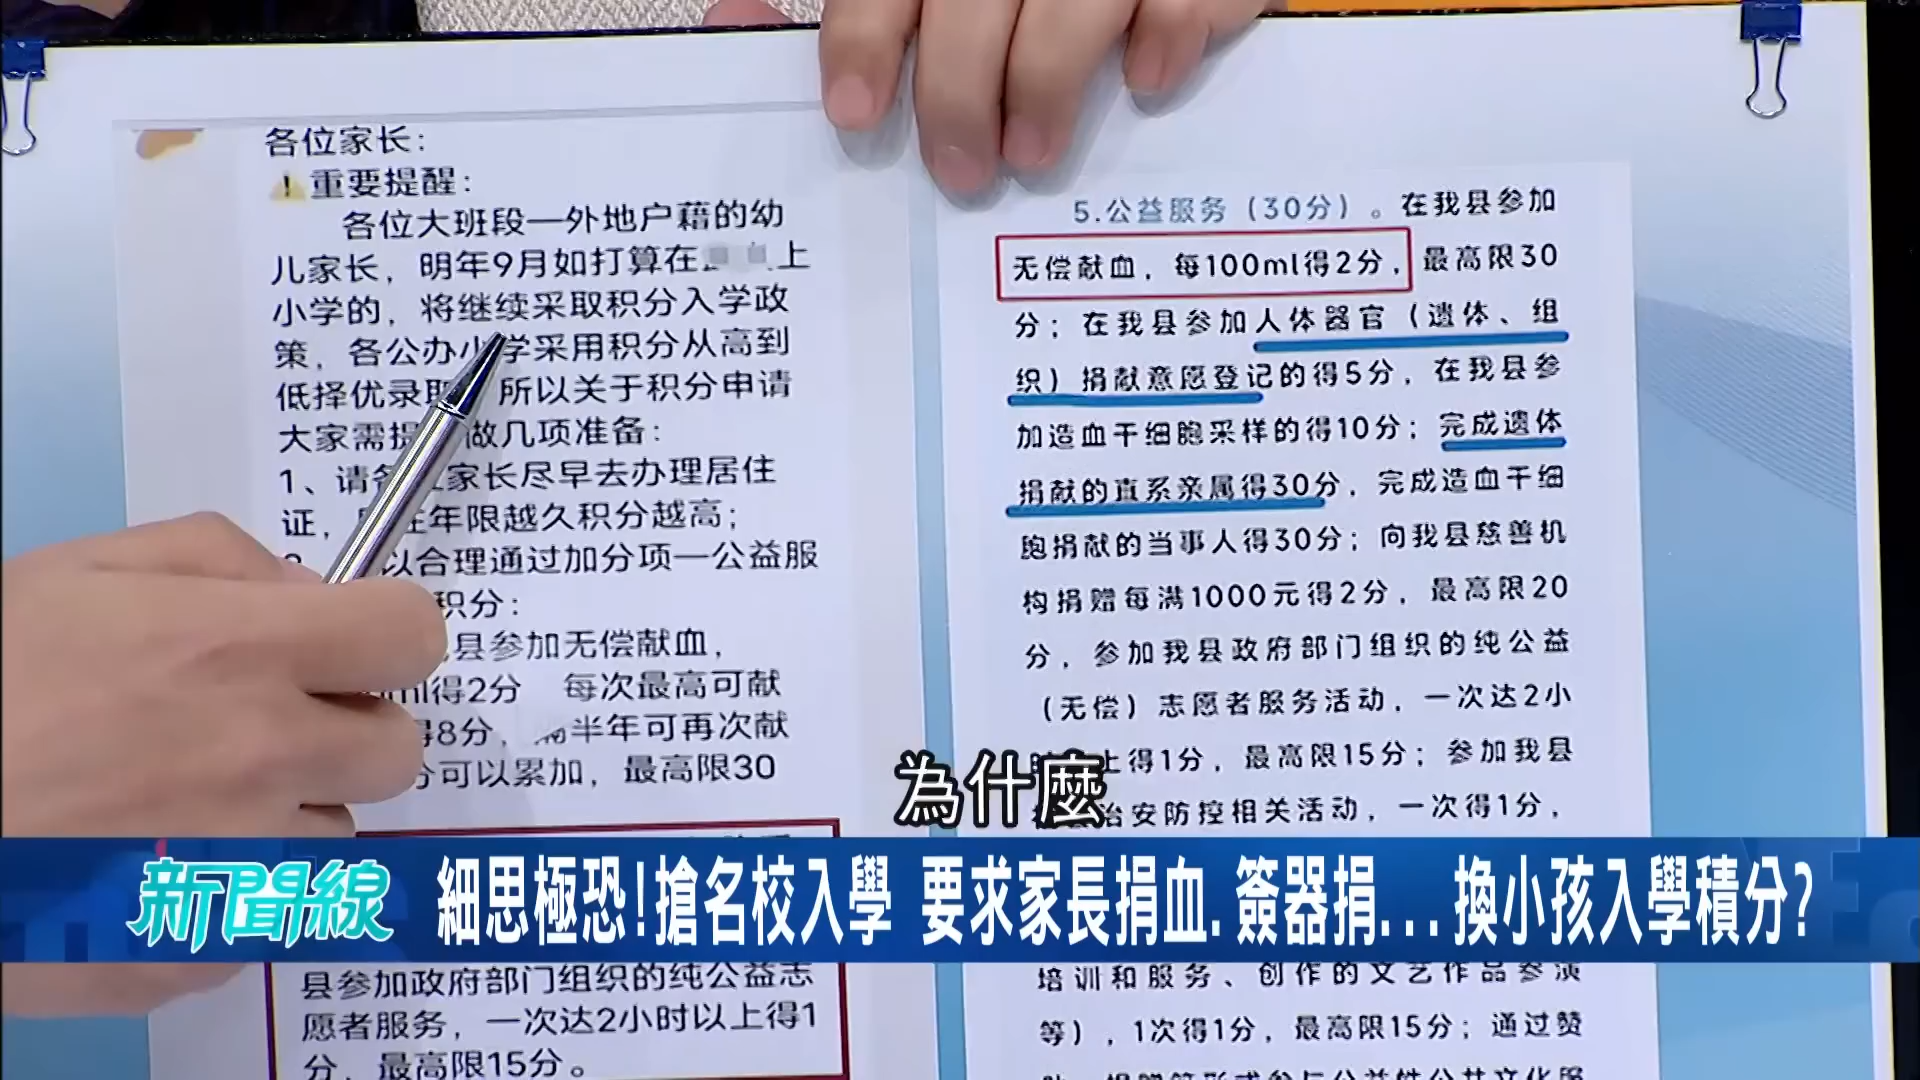 各位家长：
重要提醒：
各位大班段—外地户藉的幼
儿家长，明年9月如打算在 上
小学的，将继续采取积分入学政
策，各公办小学采用积分从高到
低择优录取 所以关于积分申请
大家需提 做几项准备：
1、请各 家长尽早去办理居住
证， 年限越久积分越高；
以合理通过加分项—公益服
积分：
县参加无偿献血，
ml得2分 每次最高可献
得8分， 半年可再次献
分可以累加，最高限30
县参加政府部门组织的纯公益志
愿者服务，一次达2小时以上得1
分，最高限15分。
5.公益服务（30分）。在我县参加
无偿献血，每100ml得2分，最高限30
分；在我县参加人体器官（遗体、组
织）捐献意愿登记的得5分，在我县参
加造血干细胞采样的得10分；完成遗体
捐献的直系亲属得30分，完成造血干细
胞捐献的当事人得30分；向我县慈善机
构捐赠每满1000元得2分，最高限20
分，参加我县政府部门组织的纯公益
（无偿）志愿者服务活动，一次达2小
上得1分，最高限15分；参加我县
治安防控相关活动，一次得1分，
培训和服务、创作的文艺作品参演
等），1次得1分，最高限15分；通过赞
為什麼
新聞線
細思極恐!搶名校入學 要求家長捐血.簽器捐...換小孩入學積分?